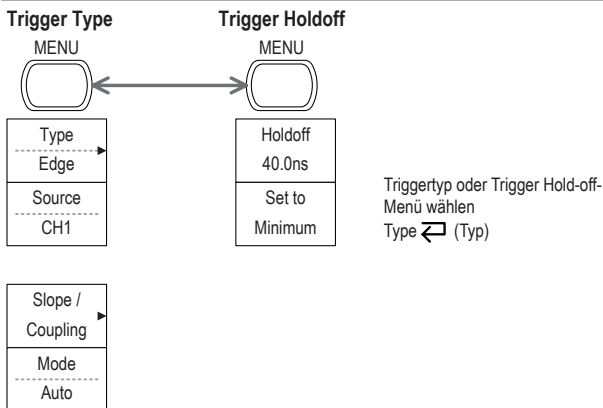 Trigger Type
Trigger Holdoff
MENU
MENU
Type
Edge
Source
CH1
Holdoff
40.0ns
Set to
Minimum
Triggertyp oder Trigger Hold-off-
Menü wählen
Type (Typ)
Slope /
Coupling
Mode
Auto